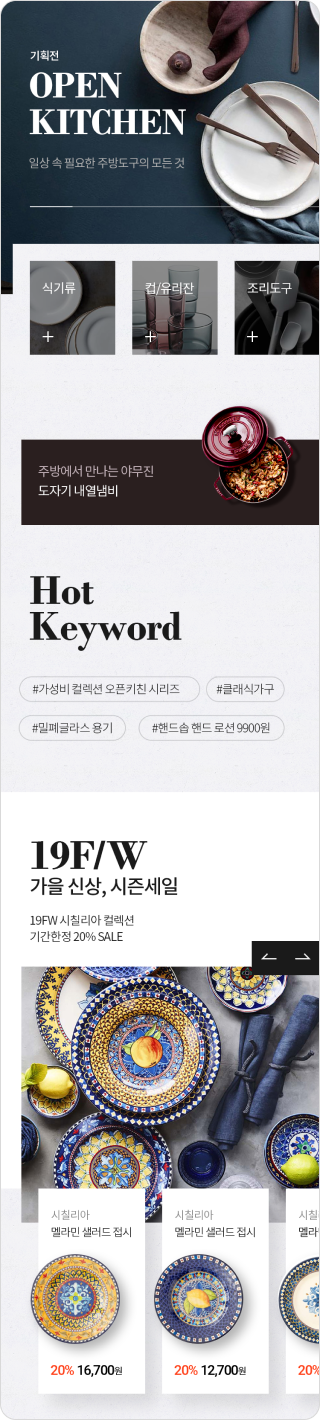 기획전
OPEN
KITCHEN
일상 속 필요한 주방도구의 모든 것
식기류
컵/유리잔
조리도구
주방에서 만나는 야무진
도자기 내열냄비
Hot
Keyword
#가성비 컬렉션 오픈키친 시리즈
#클래식가구
#밀폐글라스 용기
#핸드솝 핸드 로션 9900원
19F/W
가을 신상, 시즌세일
19FW 시칠리아 컬렉션
기간한정 20% SALE
시칠리아
멜라민 샐러드 접시
20% 16,700원
시칠리아
멜라민 샐러드 접시
20% 12,700원
20%